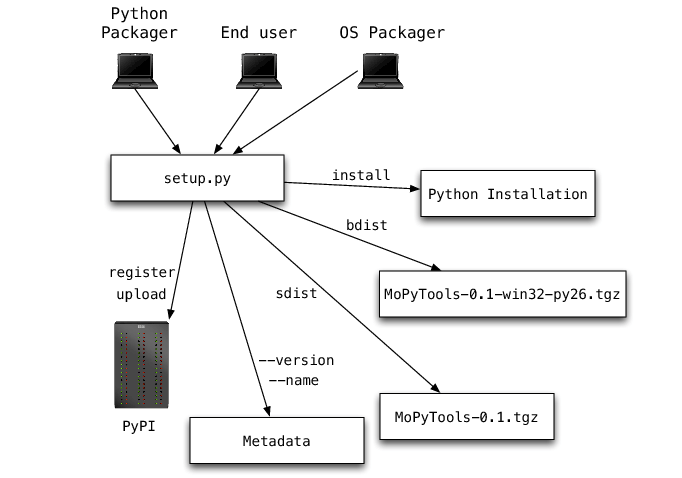 Python
Packager
End user
OS Packager
setup.py
install
Python Installation
bdist
register
upload
sdist
MoPyTools-0.1-win32-py26.tgz
--version
--name
PyPI
MoPyTools-0.1.tgz
Metadata